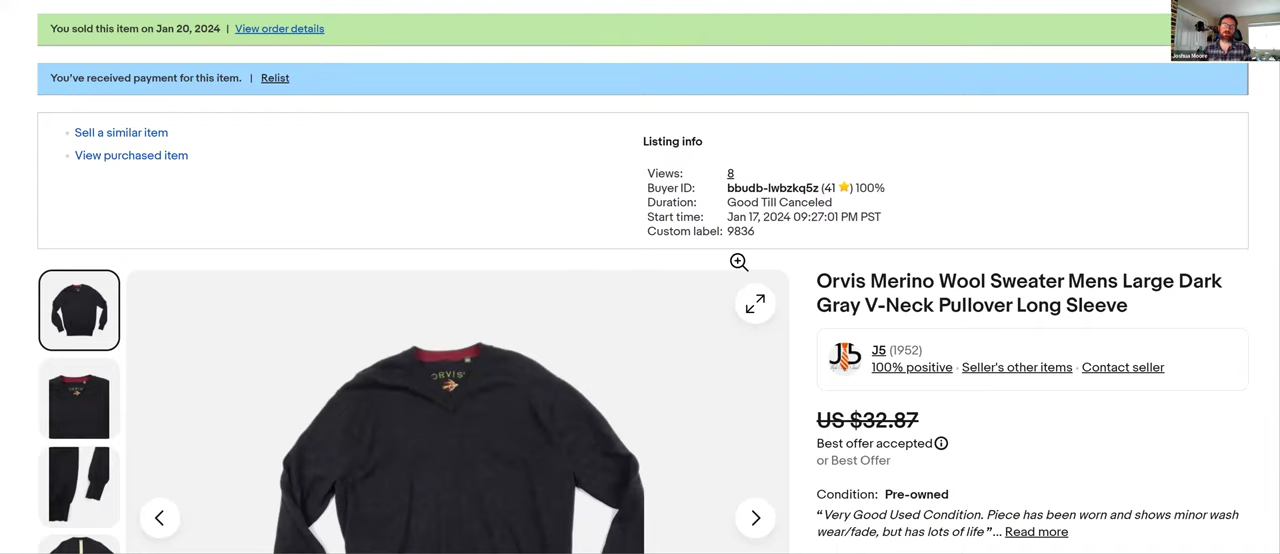 You sold this item on Jan 20, 2024 | View order details
Joshua Moore
You've received payment for this item. | Relist
Sell a similar item
View purchased item
Listing info
Views: 8
Buyer ID: bbudb-lwbzkq5z (41 ⭐) 100%
Duration: Good Till Canceled
Start time: Jan 17, 2024 09:27:01 PM PST
Custom label: 9836
ORVIS
Orvis Merino Wool Sweater Mens Large Dark
Gray V-Neck Pullover Long Sleeve
J5
J5 (1952)
100% positive · Seller's other items · Contact seller
US $32.87
Best offer accepted
or Best Offer
Condition: Pre-owned
“Very Good Used Condition. Piece has been worn and shows minor wash
wear/fade, but has lots of life”... Read more